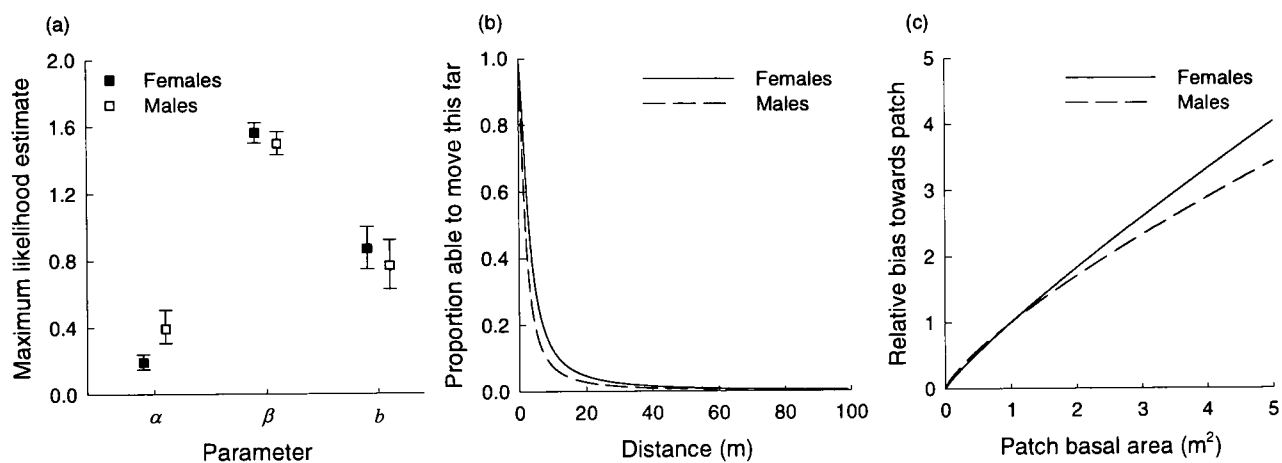 (a)
Maximum likelihood estimate
2.0
1.6
1.2
0.8
0.4
0.0
Females
Males
α
β
b
Parameter
(b)
Proportion able to move this far
1.0
0.8
0.6
0.4
0.2
0.0
Females
Males
0
20
40
60
80
100
Distance (m)
(c)
Relative bias towards patch
5
4
3
2
1
0
Females
Males
0
1
2
3
4
5
Patch basal area (m²)